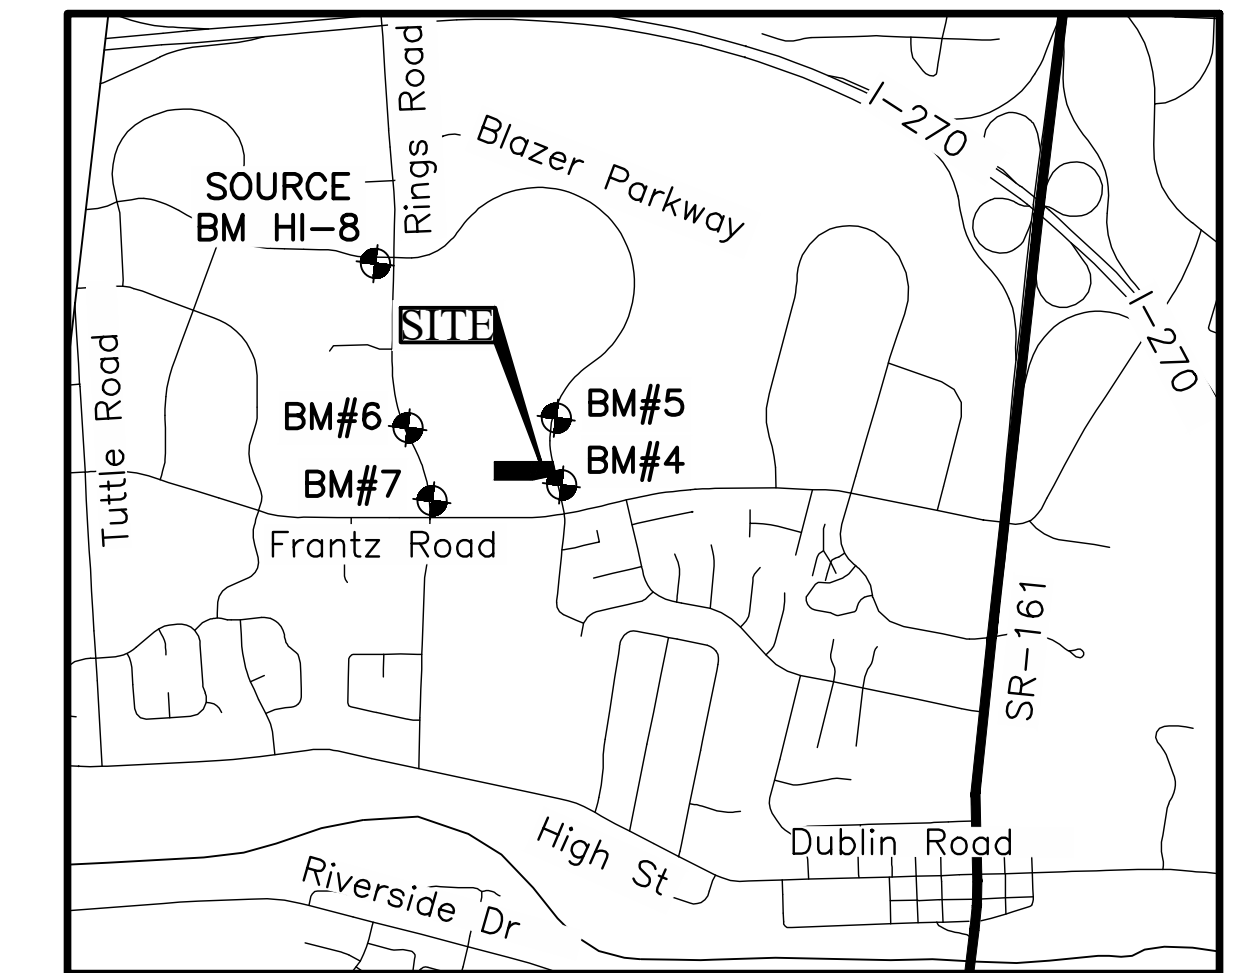 Rings Road
I-270
Blazer Parkway
SOURCE
BM HI-8
SITE
I-270
Tuttle Road
BM#5
BM#6
BM#4
BM#7
Frantz Road
SR-161
Dublin Road
High St
Riverside Dr